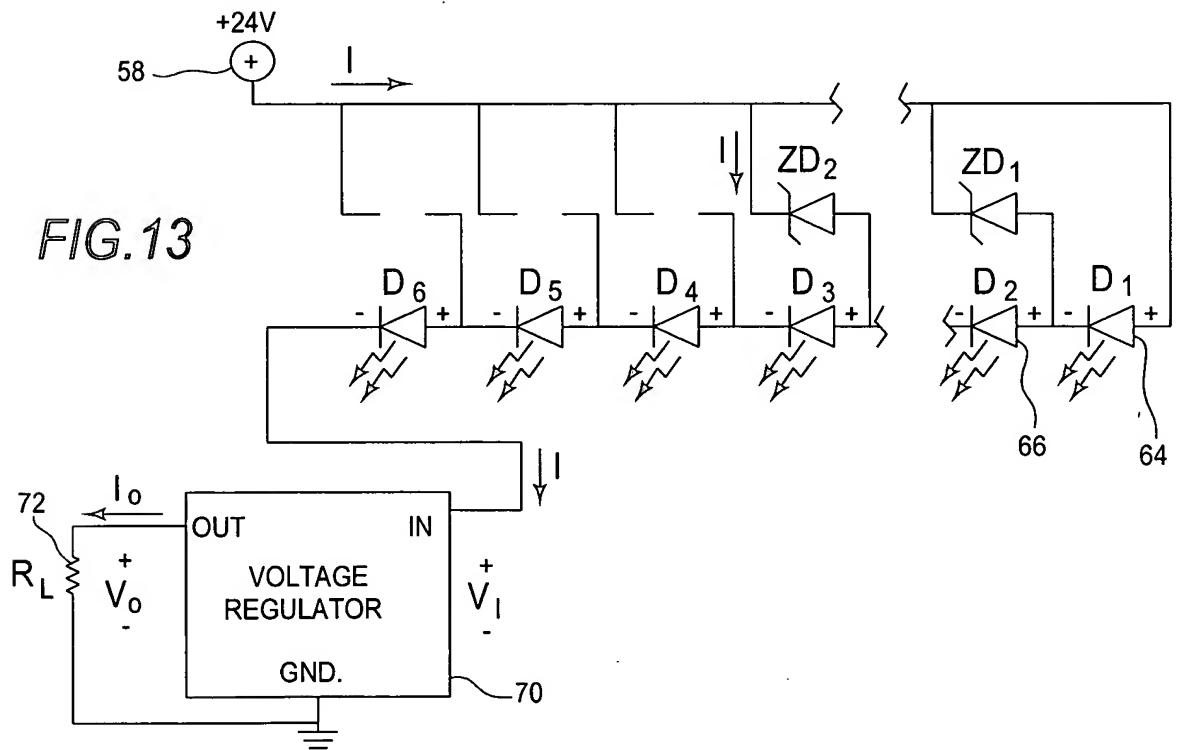 +24V
58
+
I
I
ZD2
ZD1
FIG.13
D6
D5
D4
D3
D2
D1
- +
- +
- +
- +
- +
- +
66
64
I
72
Io
OUT
IN
RL
+
Vo
-
VOLTAGE
REGULATOR
+
VI
-
GND.
70